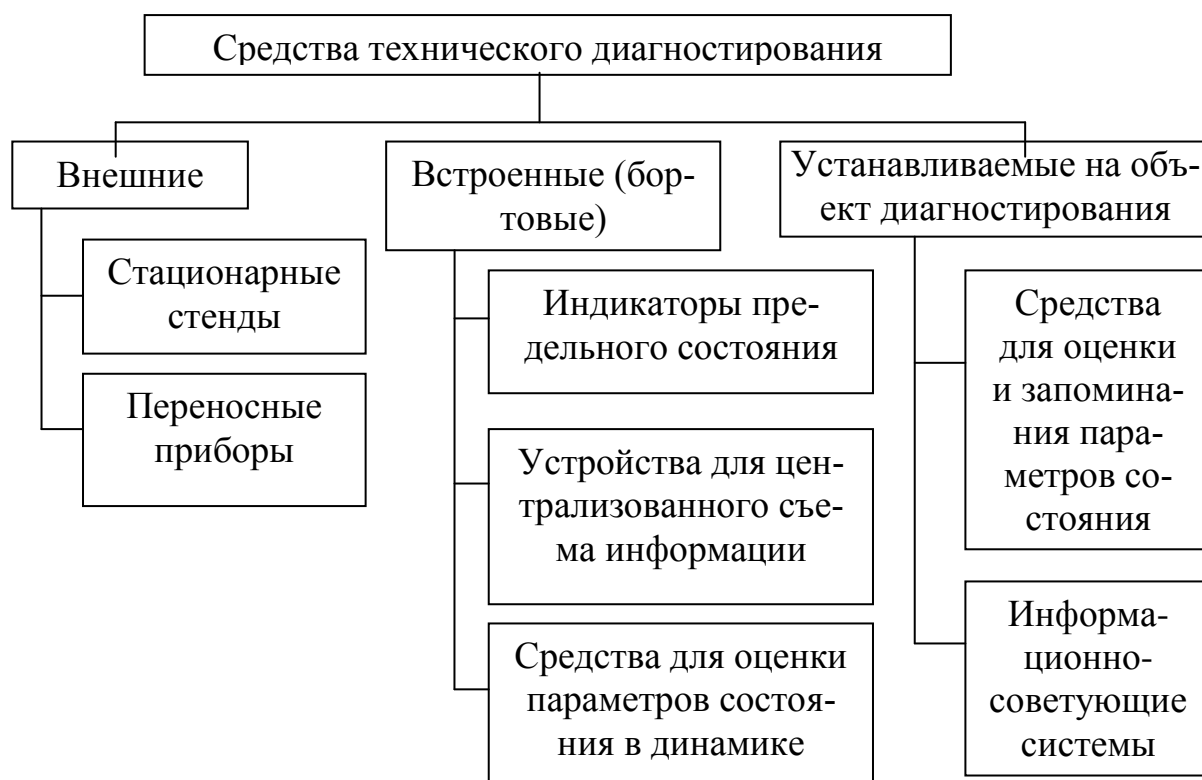 Средства технического диагностирования
Внешние
Стационарные
стенды
Переносные
приборы
Встроенные (бор-
товые)
Индикаторы пре-
дельного состояния
Устройства для цен-
трализованного съе-
ма информации
Средства для оценки
параметров состоя-
ния в динамике
Устанавливаемые на объ-
ект диагностирования
Средства
для оценки
и запомина-
ния пара-
метров со-
стояния
Информа-
ционно-
советующие
системы